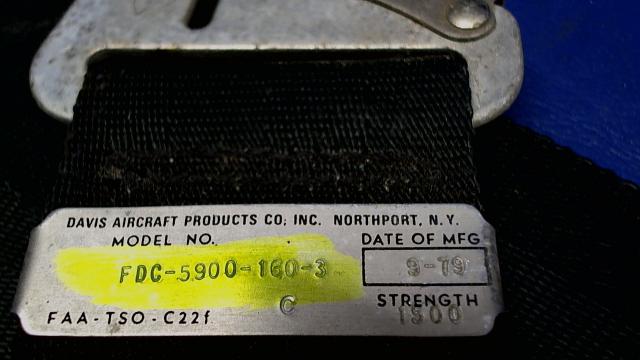 DAVIS AIRCRAFT PRODUCTS CO; INC. NORTHPORT, N.Y.
MODEL NO. DATE OF MFG
FDC-5900-160-3 9-79
C STRENGTH
FAA-TSO-C22f 1500